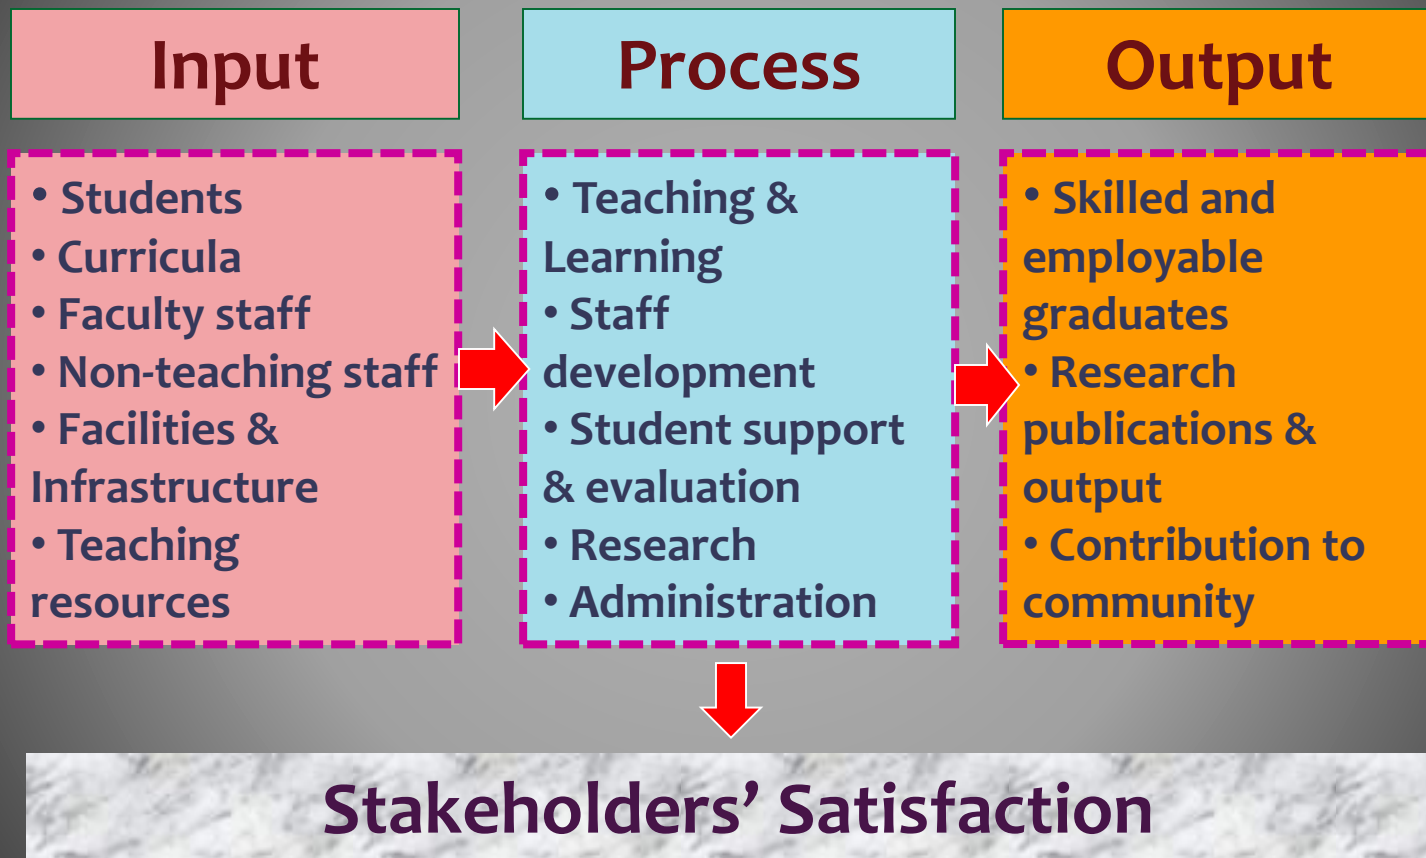 Input
• Students
• Curricula
• Faculty staff
• Non-teaching staff
• Facilities &
Infrastructure
• Teaching
resources
Process
• Teaching &
Learning
• Staff
development
• Student support
& evaluation
• Research
• Administration
Output
• Skilled and
employable
graduates
• Research
publications &
output
• Contribution to
community
Stakeholders’ Satisfaction